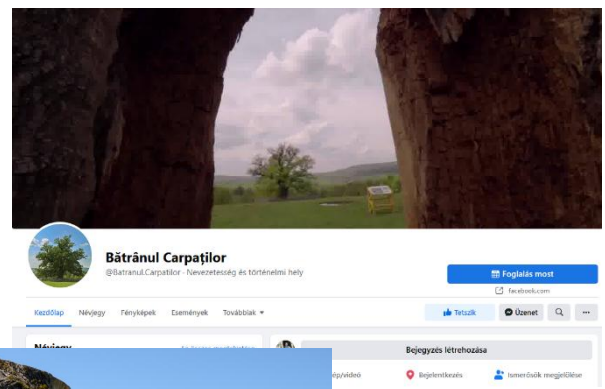 Bătrânul Carpaților
@Batranul.Carpatilor · Nevezetesség és történelmi hely
Foglalás most
facebook.com
Kezdőlap Névjegy Fényképek Események Továbbiak
Tetszik Üzenet
Névjegy
Bejegyzés létrehozása
Bejelentkezés Ismerősök megjelölése